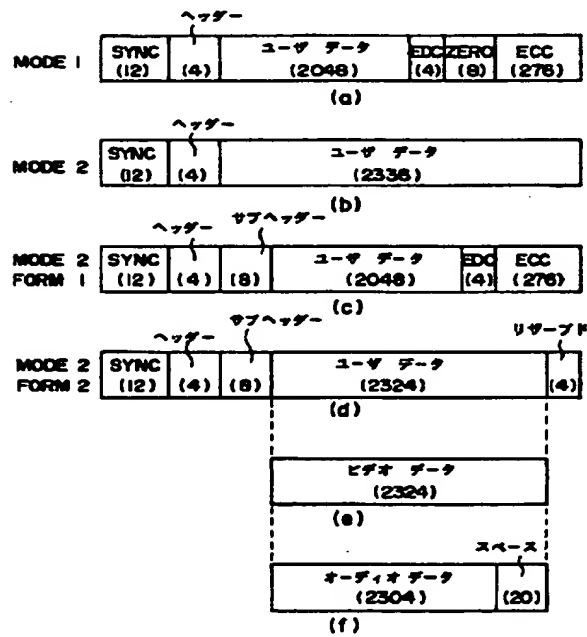 ヘッダー
MODE 1 SYNC (12) (4) ユーザ データ (2048) EDC (4) ZERO (8) ECC (276)
(a)
ヘッダー
MODE 2 SYNC (12) (4) ユーザ データ (2336)
(b)
ヘッダー サブヘッダー
MODE 2 FORM 1 SYNC (12) (4) (8) ユーザ データ (2048) EDC (4) ECC (276)
(c)
ヘッダー サブヘッダー リザーブド
MODE 2 FORM 2 SYNC (12) (4) (8) ユーザ データ (2324) (4)
(d)
ビデオ データ (2324)
(e)
スペース
オーディオデータ (2304) (20)
(f)